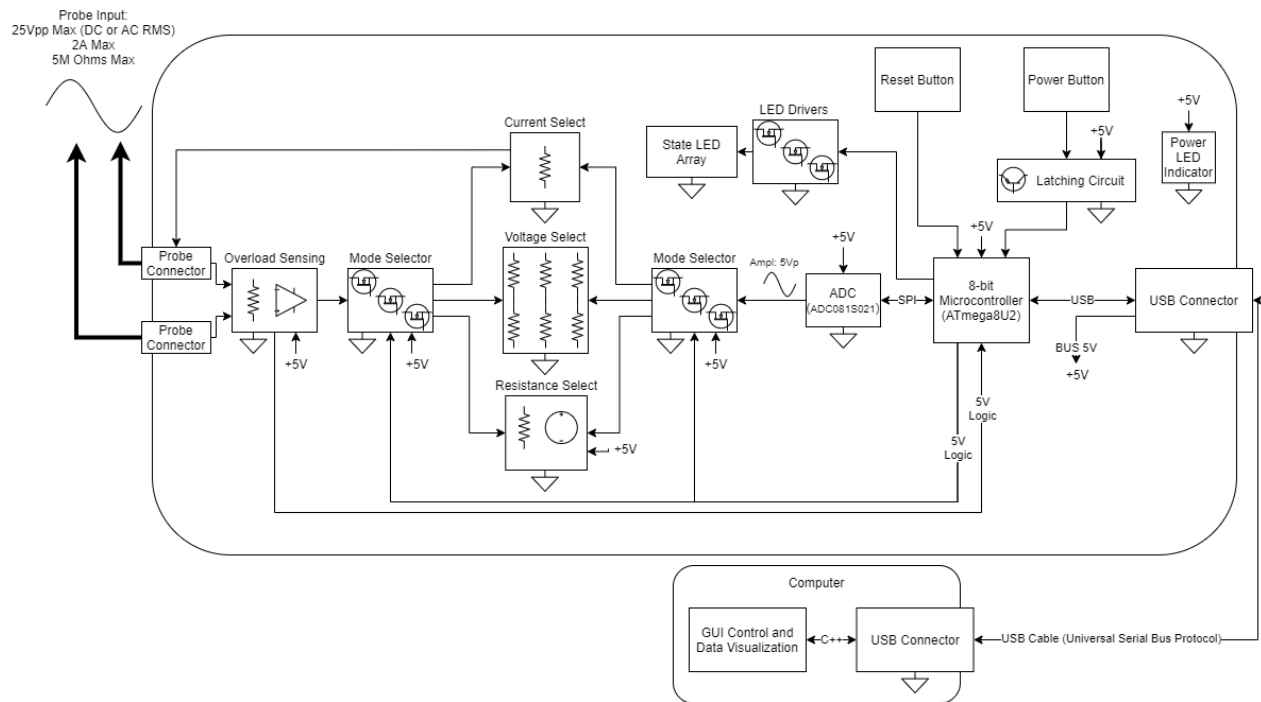 Probe Input:
25Vpp Max (DC or AC RMS)
2A Max
5M Ohms Max
Reset Button
Power Button
LED Drivers
+5V
Current Select
State LED
Array
+5V
Power
LED
Indicator
Latching Circuit
Probe
Connector
Overload Sensing
Mode Selector
Voltage Select
Mode Selector
Ampl: 5Vp
+5V
+5V
ADC
(ADC081S021)
SPI
8-bit
Microcontroller
(ATmega8U2)
USB
USB Connector
Probe
Connector
+5V
+5V
+5V
BUS 5V
+5V
Resistance Select
+5V
5V
Logic
5V
Logic
Computer
GUI Control and
Data Visualization
C++
USB Connector
USB Cable (Universal Serial Bus Protocol)